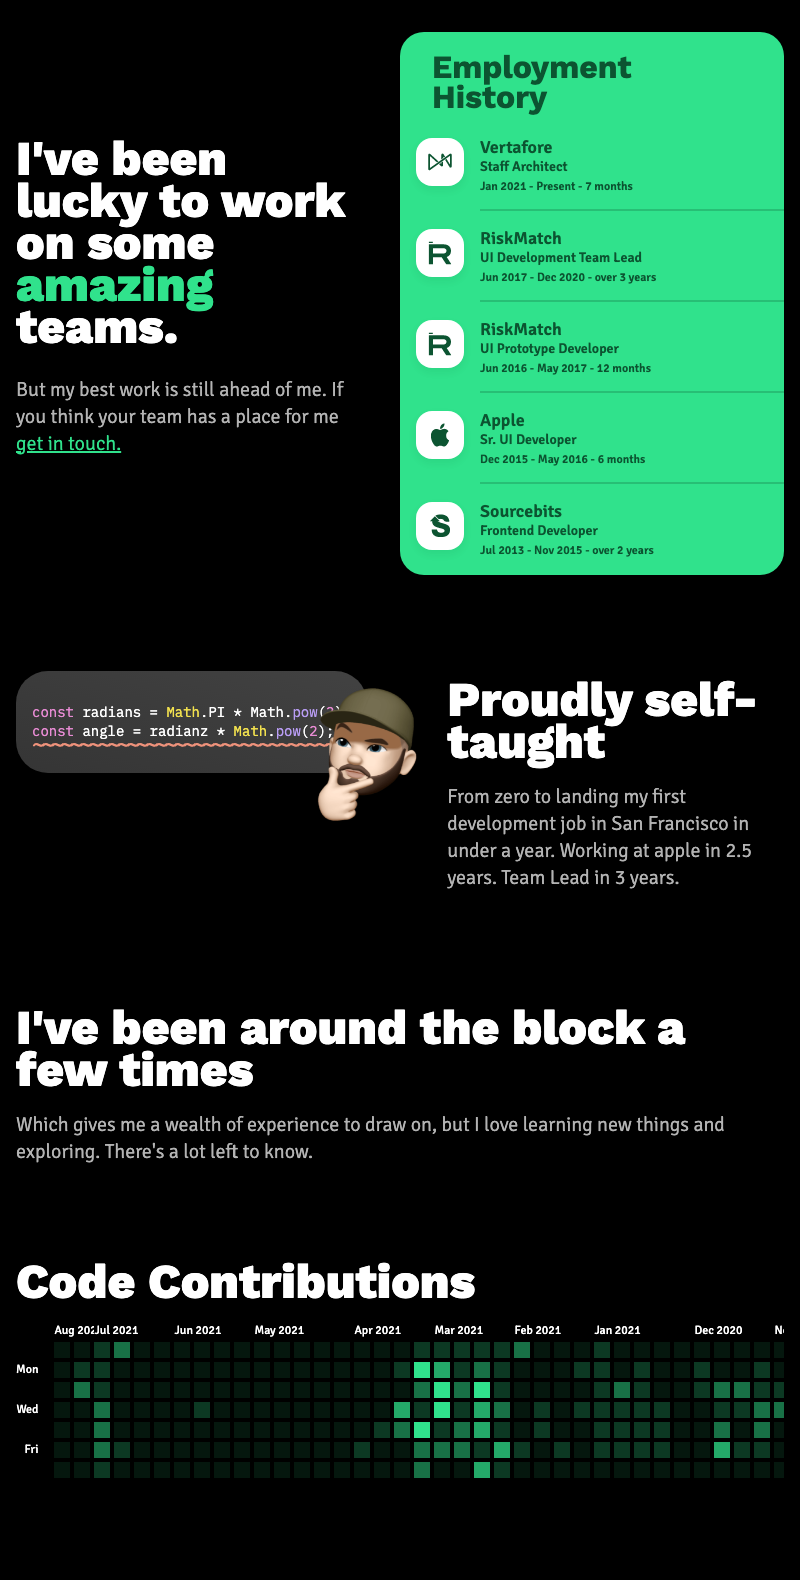 I've been
lucky to work
on some
amazing
teams.
But my best work is still ahead of me. If
you think your team has a place for me
get in touch.
Employment
History
Vertafore
Staff Architect
Jan 2021 - Present - 7 months
RiskMatch
UI Development Team Lead
Jun 2017 - Dec 2020 - over 3 years
RiskMatch
UI Prototype Developer
Jun 2016 - May 2017 - 12 months
Apple
Sr. UI Developer
Dec 2015 - May 2016 - 6 months
Sourcebits
Frontend Developer
Jul 2013 - Nov 2015 - over 2 years
const radians = Math.PI * Math.pow(2)
const angle = radianz * Math.pow(2);
Proudly self-
taught
From zero to landing my first
development job in San Francisco in
under a year. Working at apple in 2.5
years. Team Lead in 3 years.
I've been around the block a
few times
Which gives me a wealth of experience to draw on, but I love learning new things and
exploring. There's a lot left to know.
Code Contributions
Aug 202 Jul 2021 Jun 2021 May 2021 Apr 2021 Mar 2021 Feb 2021 Jan 2021 Dec 2020
Mon
Wed
Fri